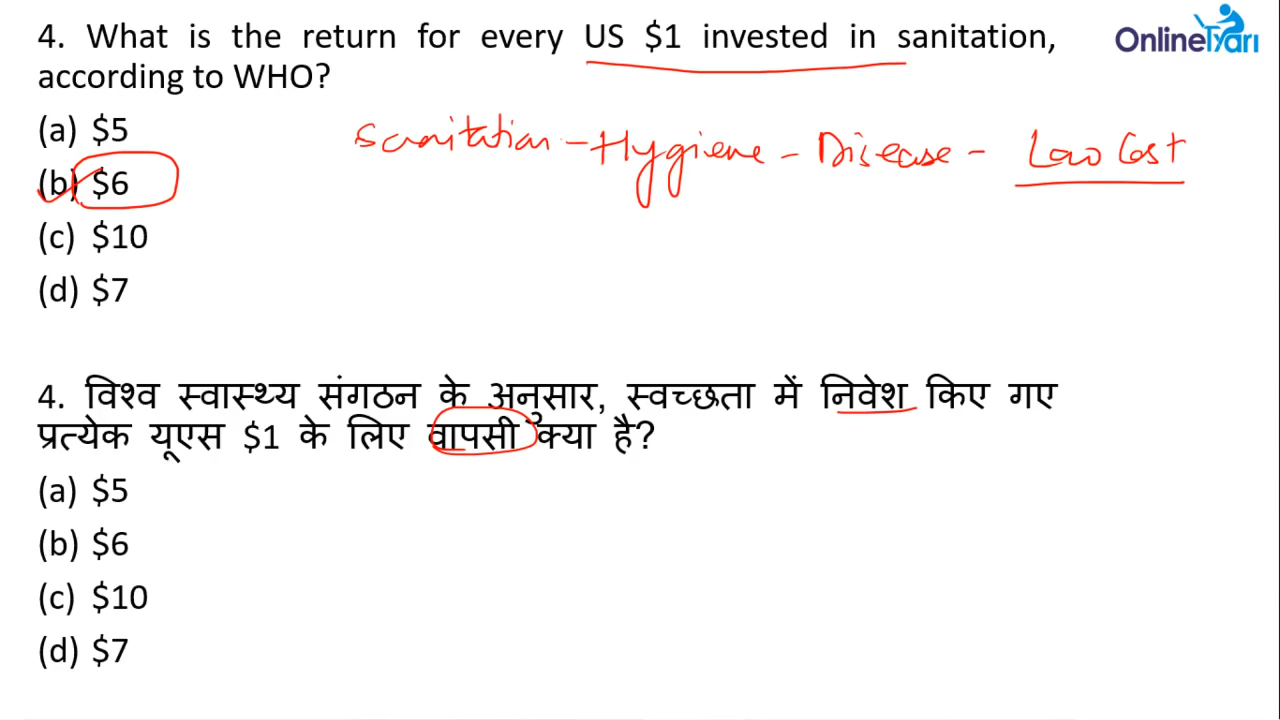 4. What is the return for every US $1 invested in sanitation,
according to WHO?
OnlineTyari
(a) $5
Sanitation - Hygiene - Disease - Low Cost
(b) $6
(c) $10
(d) $7
4. विश्व स्वास्थ्य संगठन के अनुसार, स्वच्छता में निवेश किए गए
प्रत्येक यूएस $1 के लिए वापसी क्या है?
(a) $5
(b) $6
(c) $10
(d) $7